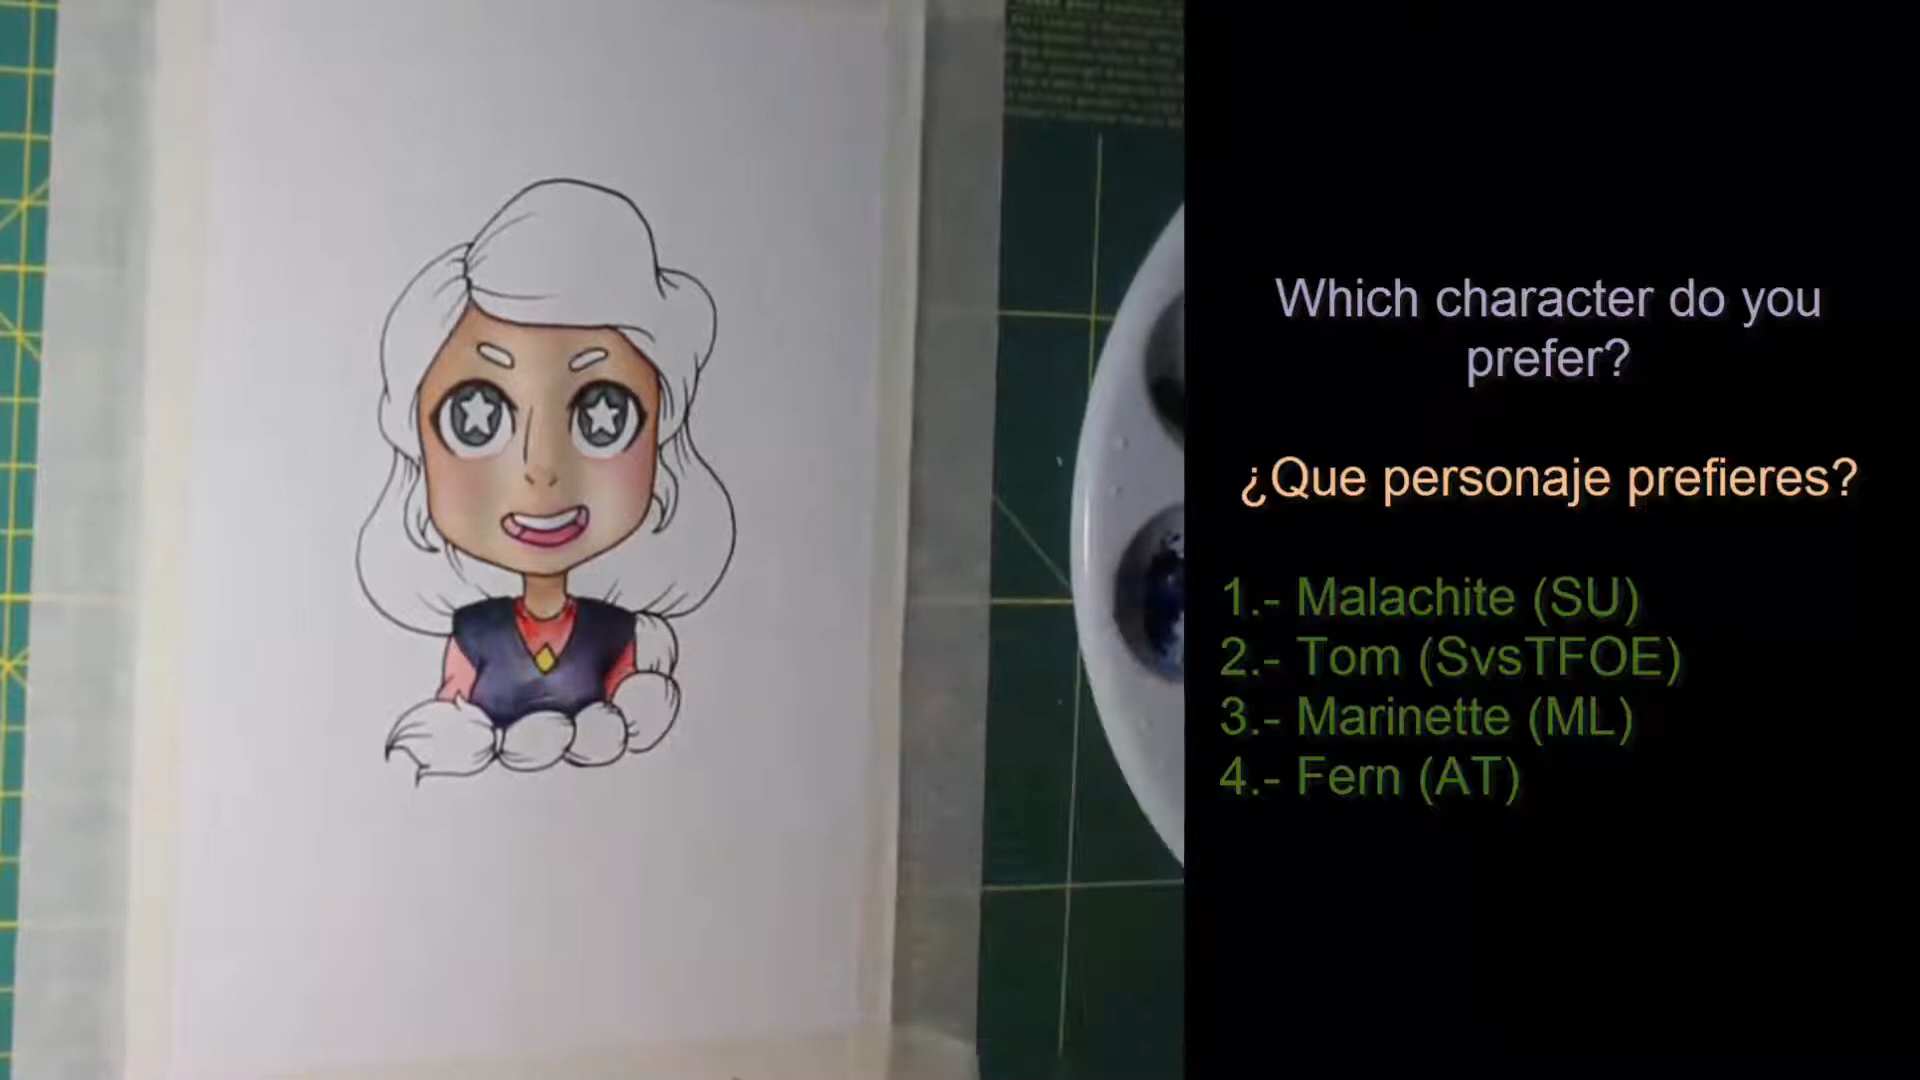 Which character do you
prefer?
¿Que personaje prefieres?
1.- Malachite (SU)
2.- Tom (SvsTFOE)
3.- Marinette (ML)
4.- Fern (AT)